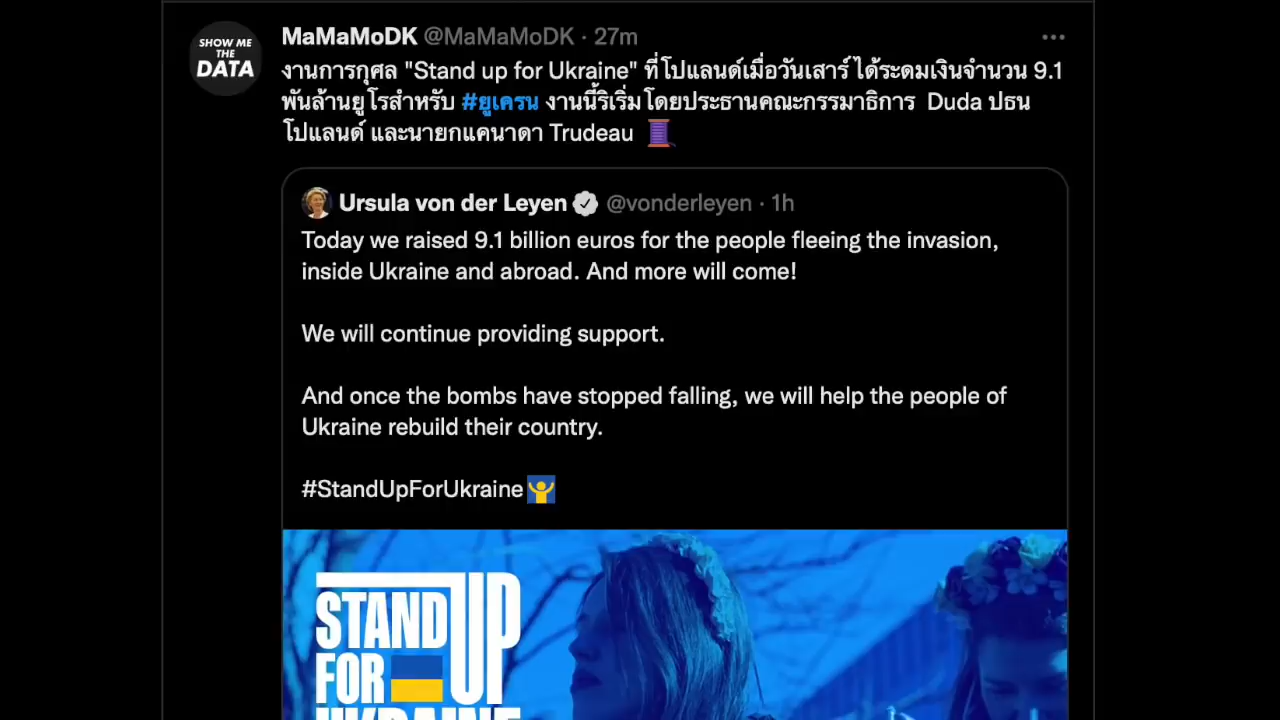 SHOW ME
THE
DATA
MaMaMoDK @MaMaMoDK · 27m
งานการกุศล "Stand up for Ukraine" ที่โปแลนด์เมื่อวันเสาร์ ได้ระดมเงินจำนวน 9.1
พันล้านยูโรสำหรับ #ยูเครน งานนี้ริเริ่มโดยประธานคณะกรรมาธิการ Duda ปธน
โปแลนด์ และนายกแคนาดา Trudeau
Ursula von der Leyen @vonderleyen · 1h
Today we raised 9.1 billion euros for the people fleeing the invasion,
inside Ukraine and abroad. And more will come!
We will continue providing support.
And once the bombs have stopped falling, we will help the people of
Ukraine rebuild their country.
#StandUpForUkraine
STAND UP
FOR
UKRAINE